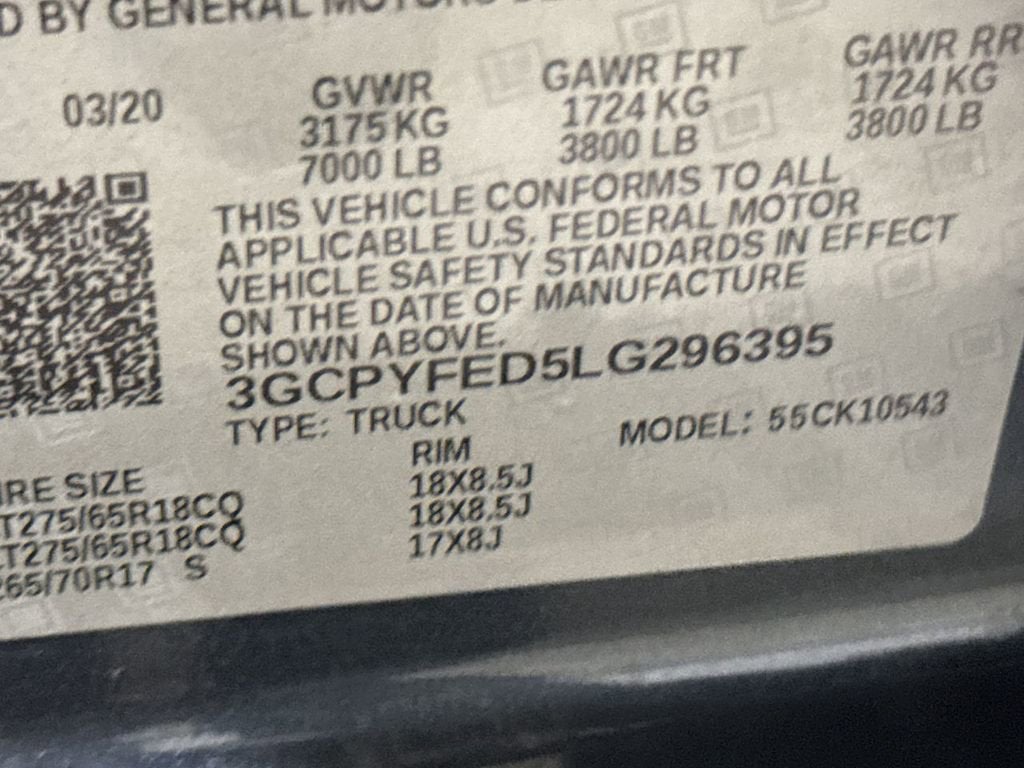 D BY GENERAL MOTORS
03/20
GVWR GAWR FRT GAWR RR
3175 KG 1724 KG 1724 KG
7000 LB 3800 LB 3800 LB
THIS VEHICLE CONFORMS TO ALL
APPLICABLE U.S. FEDERAL MOTOR
VEHICLE SAFETY STANDARDS IN EFFECT
ON THE DATE OF MANUFACTURE
SHOWN ABOVE.
3GCPYFED5LG296395
TYPE: TRUCK MODEL: 55CK10543
IRE SIZE RIM
LT275/65R18CQ 18X8.5J
LT275/65R18CQ 18X8.5J
265/70R17 S 17X8J